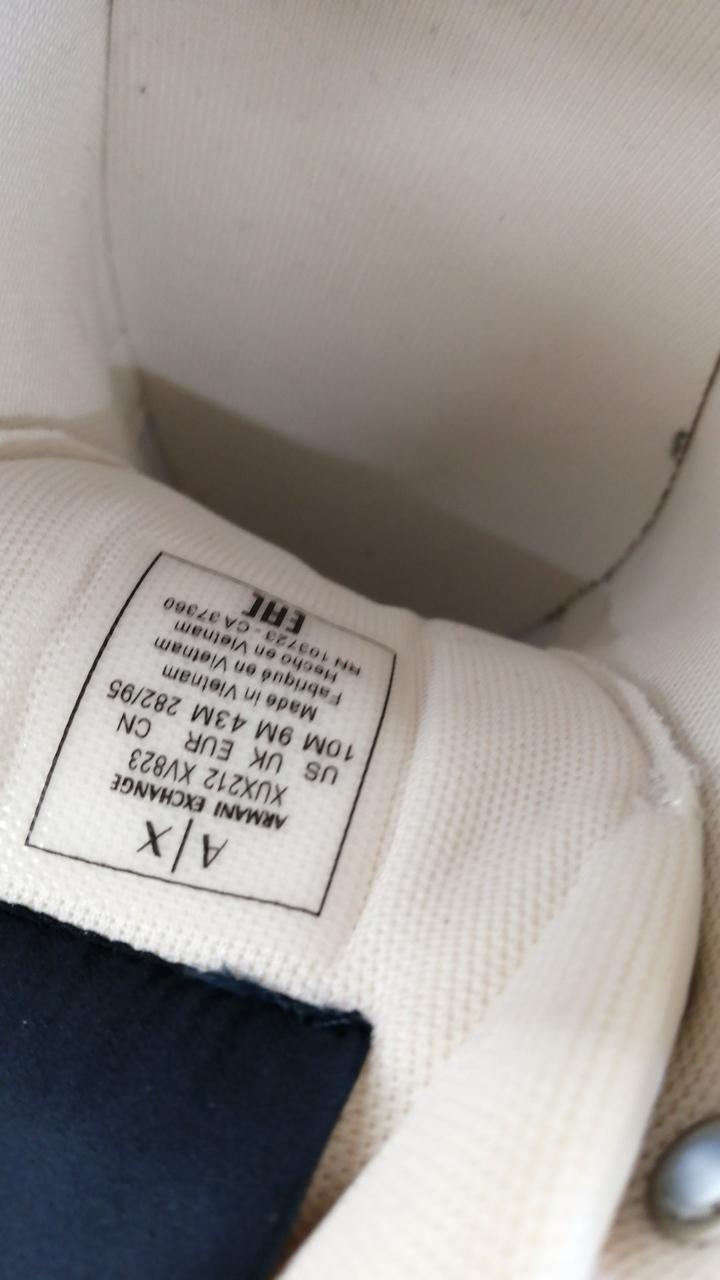 A|X
ARMANI EXCHANGE
XUX212 XV823
US UK EUR CN
10M 9M 43M 282/95
Made in Vietnam
Fabriqué en Vietnam
Hecho en Vietnam
RN 103723 - CA 37360
EAC